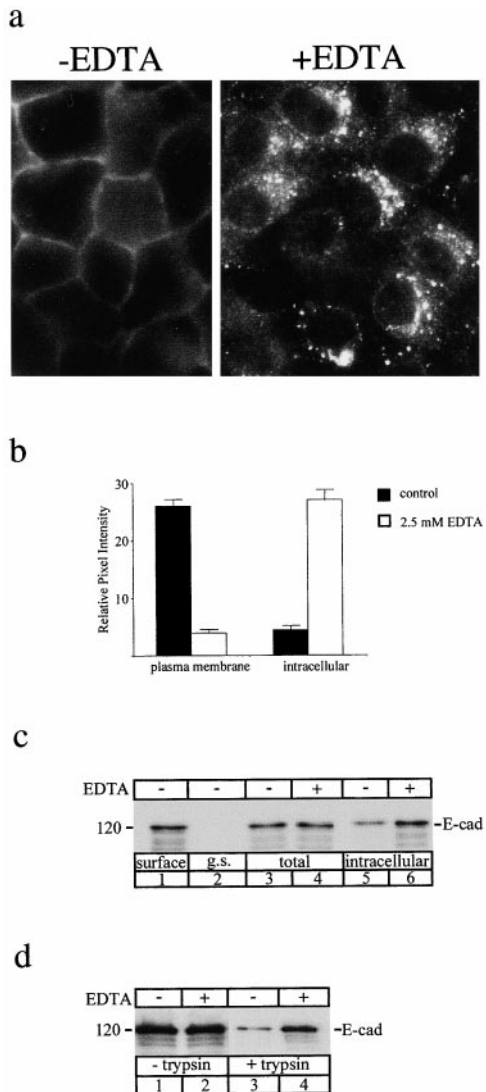 a
-EDTA +EDTA
b
30
20
10
Relative Pixel Intensity
control
2.5 mM EDTA
plasma membrane intracellular
c
EDTA - - - + - +
120 - -E-cad
surface g.s. total intracellular
1 2 3 4 5 6
d
EDTA - + - +
120 - -E-cad
- trypsin + trypsin
1 2 3 4